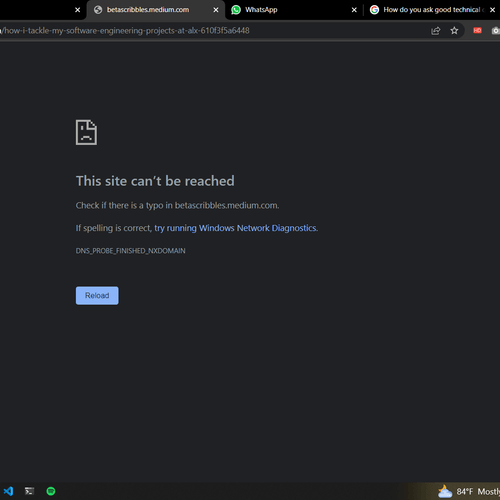 betascribbles.medium.com
WhatsApp
How do you ask good technical
/how-i-tackle-my-software-engineering-projects-at-alx-610f3f5a6448
HD
This site can't be reached
Check if there is a typo in betascribbles.medium.com.
If spelling is correct, try running Windows Network Diagnostics.
DNS_PROBE_FINISHED_NXDOMAIN
Reload
84°F Mostly